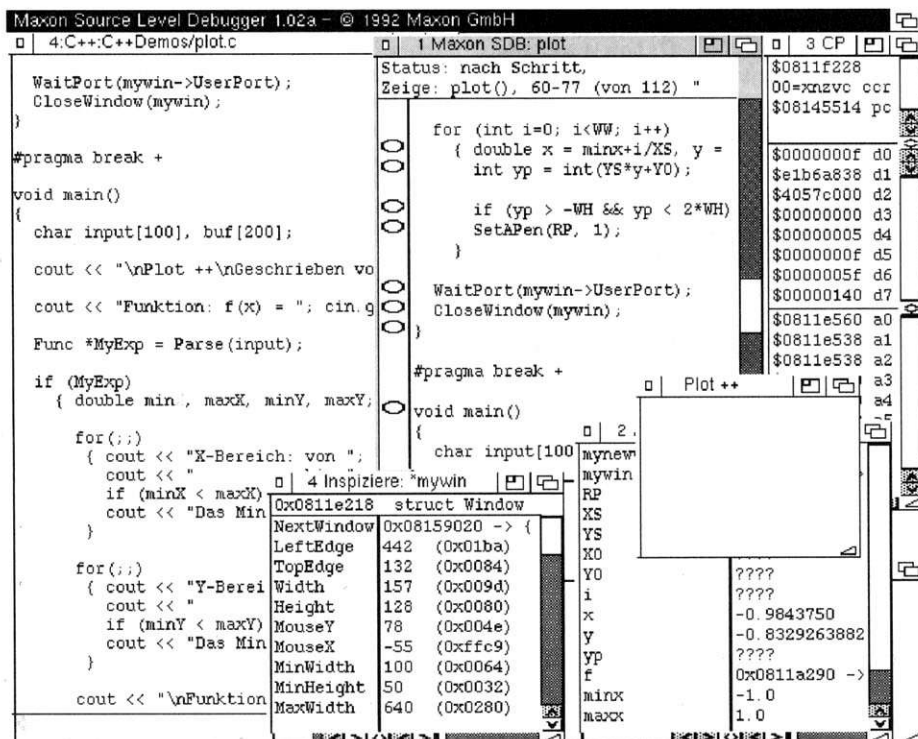 Maxon Source Level Debugger 1.02a – © 1992 Maxon GmbH
4:C++:C++Demos/plot.c
WaitPort(mywin->UserPort);
CloseWindow(mywin);
}
#pragma break +
void main()
{
char input[100], buf[200];
cout << "\nPlot ++\nGeschrieben vo
cout << "Funktion: f(x) = "; cin.g
Func *MyExp = Parse(input);
if (MyExp)
{ double min , maxX, minY, maxY;
for(;;)
{ cout << "X-Bereich: von ";
cout << "
if (minX < maxX)
cout << "Das Min
}
for(;;)
{ cout << "Y-Berei
cout << "
if (minY < maxY)
cout << "Das Min
}
cout << "\nFunktion
1 Maxon SDB: plot
Status: nach Schritt,
Zeige: plot(), 60-77 (von 112) "
for (int i=0; i<WW; i++)
{ double x = minx+i/XS, y =
int yp = int(YS*y+Y0);
if (yp > -WH && yp < 2*WH)
SetAPen(RP, 1);
}
WaitPort(mywin->UserPort);
CloseWindow(mywin);
}
#pragma break +
void main()
{
char input[100
3 CP
$0811f228
00=xnzvc ccr
$08145514 pc
$0000000f d0
$e1b6a838 d1
$4057c000 d2
$00000000 d3
$00000005 d4
$0000000f d5
$0000005f d6
$00000140 d7
$0811e560 a0
$0811e538 a1
$0811e538 a2
a3
a4
Plot ++
4 Inspiziere: *mywin
0x0811e218 struct Window
NextWindow 0x08159020 -> {
LeftEdge 442 (0x01ba)
TopEdge 132 (0x0084)
Width 157 (0x009d)
Height 128 (0x0080)
MouseY 78 (0x004e)
MouseX -55 (0xffc9)
MinWidth 100 (0x0064)
MinHeight 50 (0x0032)
MaxWidth 640 (0x0280)
2
mynew
mywin
RP
XS
YS
X0
Y0 ????
i ????
x -0.9843750
y -0.8329263882
yp ????
f 0x0811a290 ->
minx -1.0
maxx 1.0